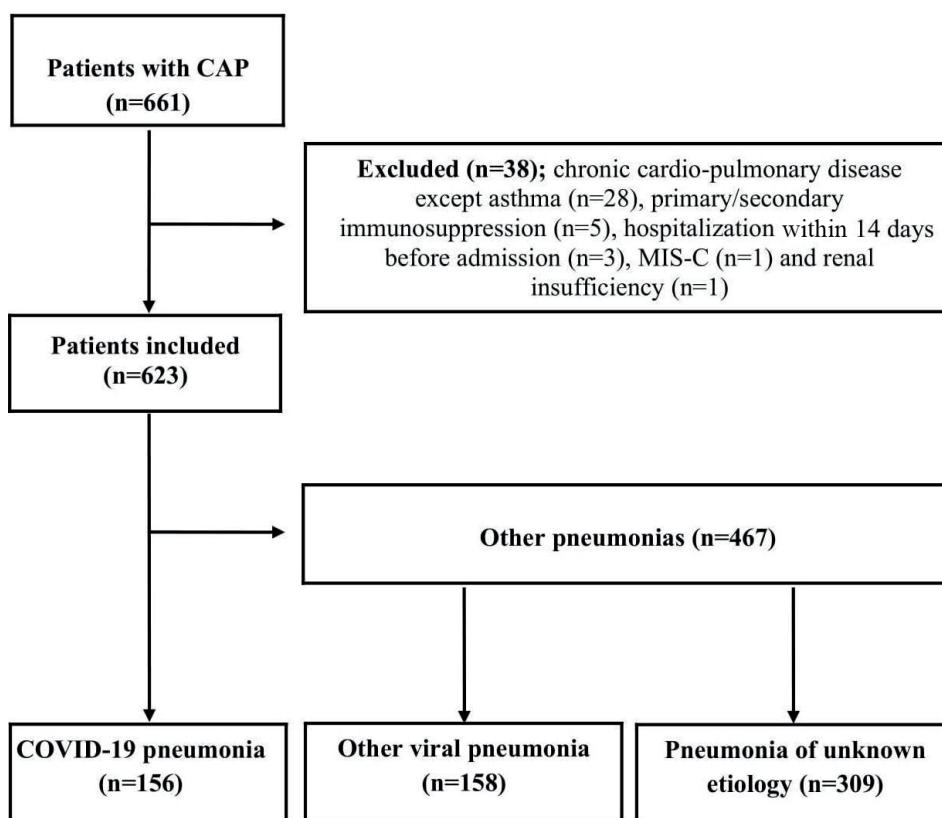 Patients with CAP
(n=661)
Excluded (n=38); chronic cardio-pulmonary disease
except asthma (n=28), primary/secondary
immunosuppression (n=5), hospitalization within 14 days
before admission (n=3), MIS-C (n=1) and renal
insufficiency (n=1)
Patients included
(n=623)
Other pneumonias (n=467)
COVID-19 pneumonia
(n=156)
Other viral pneumonia
(n=158)
Pneumonia of unknown
etiology (n=309)